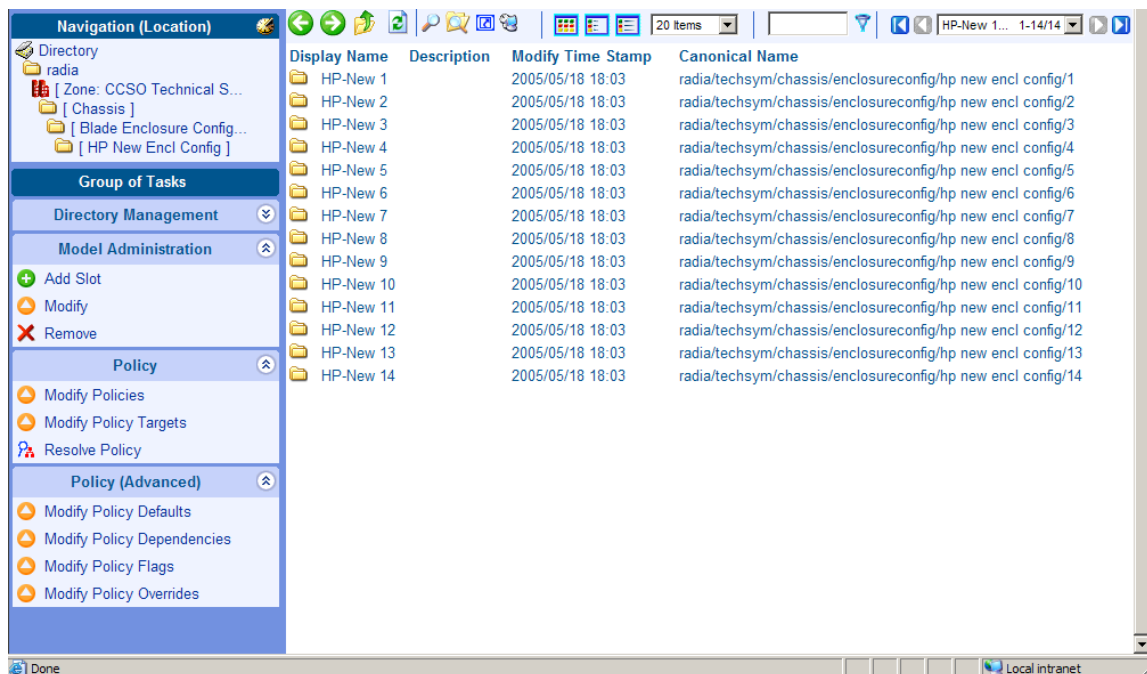 Navigation (Location)
Directory
radia
[ Zone: CCSO Technical S...
[ Chassis ]
[ Blade Enclosure Config...
[ HP New Encl Config ]
Group of Tasks
Directory Management
Model Administration
Add Slot
Modify
Remove
Policy
Modify Policies
Modify Policy Targets
Resolve Policy
Policy (Advanced)
Modify Policy Defaults
Modify Policy Dependencies
Modify Policy Flags
Modify Policy Overrides
20 Items HP-New 1... 1-14/14
Display Name Description Modify Time Stamp Canonical Name
HP-New 1 2005/05/18 18:03 radia/techsym/chassis/enclosureconfig/hp new encl config/1
HP-New 2 2005/05/18 18:03 radia/techsym/chassis/enclosureconfig/hp new encl config/2
HP-New 3 2005/05/18 18:03 radia/techsym/chassis/enclosureconfig/hp new encl config/3
HP-New 4 2005/05/18 18:03 radia/techsym/chassis/enclosureconfig/hp new encl config/4
HP-New 5 2005/05/18 18:03 radia/techsym/chassis/enclosureconfig/hp new encl config/5
HP-New 6 2005/05/18 18:03 radia/techsym/chassis/enclosureconfig/hp new encl config/6
HP-New 7 2005/05/18 18:03 radia/techsym/chassis/enclosureconfig/hp new encl config/7
HP-New 8 2005/05/18 18:03 radia/techsym/chassis/enclosureconfig/hp new encl config/8
HP-New 9 2005/05/18 18:03 radia/techsym/chassis/enclosureconfig/hp new encl config/9
HP-New 10 2005/05/18 18:03 radia/techsym/chassis/enclosureconfig/hp new encl config/10
HP-New 11 2005/05/18 18:03 radia/techsym/chassis/enclosureconfig/hp new encl config/11
HP-New 12 2005/05/18 18:03 radia/techsym/chassis/enclosureconfig/hp new encl config/12
HP-New 13 2005/05/18 18:03 radia/techsym/chassis/enclosureconfig/hp new encl config/13
HP-New 14 2005/05/18 18:03 radia/techsym/chassis/enclosureconfig/hp new encl config/14
Done Local intranet